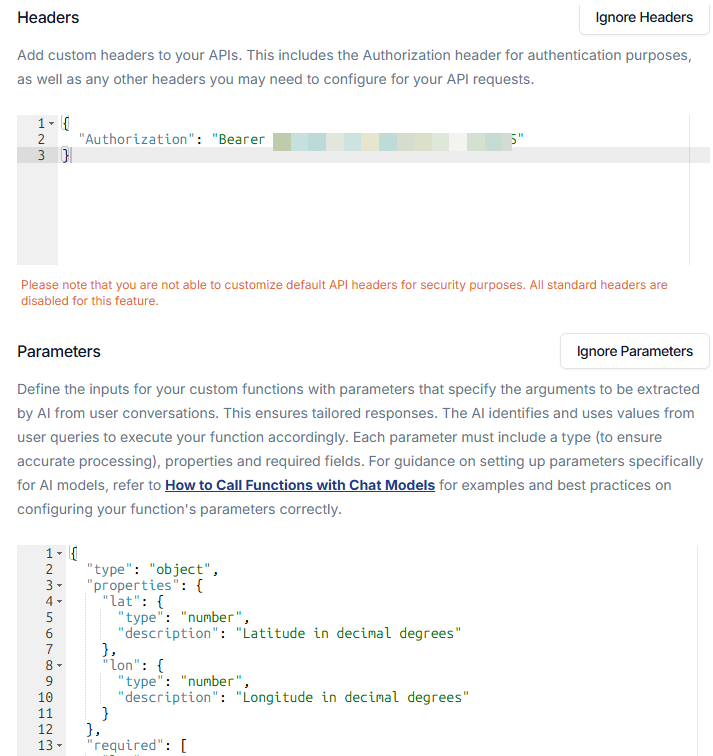 Headers
Ignore Headers
Add custom headers to your APIs. This includes the Authorization header for authentication purposes,
as well as any other headers you may need to configure for your API requests.
1 {
2 "Authorization": "Bearer "
3 }
Please note that you are not able to customize default API headers for security purposes. All standard headers are
disabled for this feature.
Parameters
Ignore Parameters
Define the inputs for your custom functions with parameters that specify the arguments to be extracted
by AI from user conversations. This ensures tailored responses. The AI identifies and uses values from
user queries to execute your function accordingly. Each parameter must include a type (to ensure
accurate processing), properties and required fields. For guidance on setting up parameters specifically
for AI models, refer to How to Call Functions with Chat Models for examples and best practices on
configuring your function's parameters correctly.
1 {
2 "type": "object",
3 "properties": {
4 "lat": {
5 "type": "number",
6 "description": "Latitude in decimal degrees"
7 },
8 "lon": {
9 "type": "number",
10 "description": "Longitude in decimal degrees"
11 }
12 },
13 "required": [